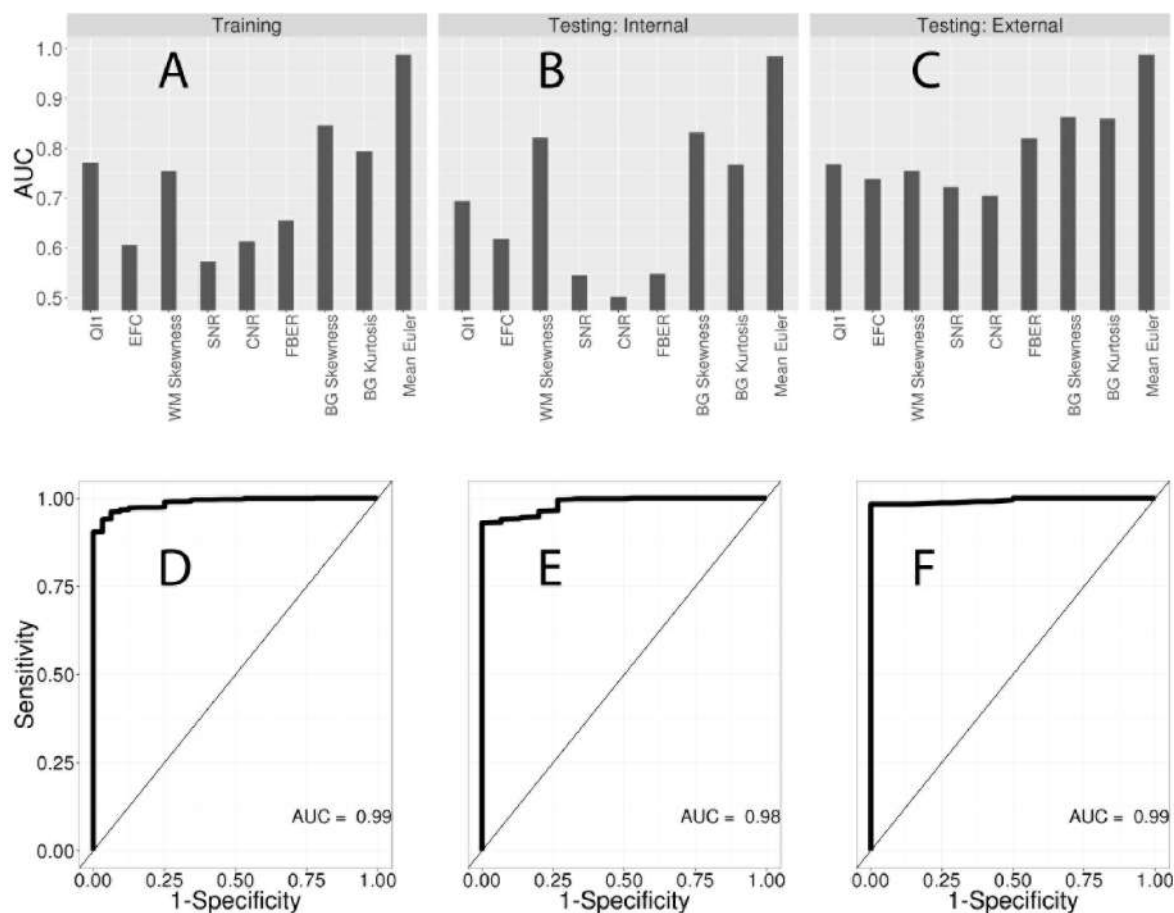 Training
Testing: Internal
Testing: External
A
B
C
AUC
1.0
0.9
0.8
0.7
0.6
0.5
QI1
EFC
WM Skewness
SNR
CNR
FBER
BG Skewness
BG Kurtosis
Mean Euler
QI1
EFC
WM Skewness
SNR
CNR
FBER
BG Skewness
BG Kurtosis
Mean Euler
QI1
EFC
WM Skewness
SNR
CNR
FBER
BG Skewness
BG Kurtosis
Mean Euler
D
E
F
Sensitivity
1.00
0.75
0.50
0.25
0.00
AUC = 0.99
AUC = 0.98
AUC = 0.99
0.00 0.25 0.50 0.75 1.00
0.00 0.25 0.50 0.75 1.00
0.00 0.25 0.50 0.75 1.00
1-Specificity
1-Specificity
1-Specificity